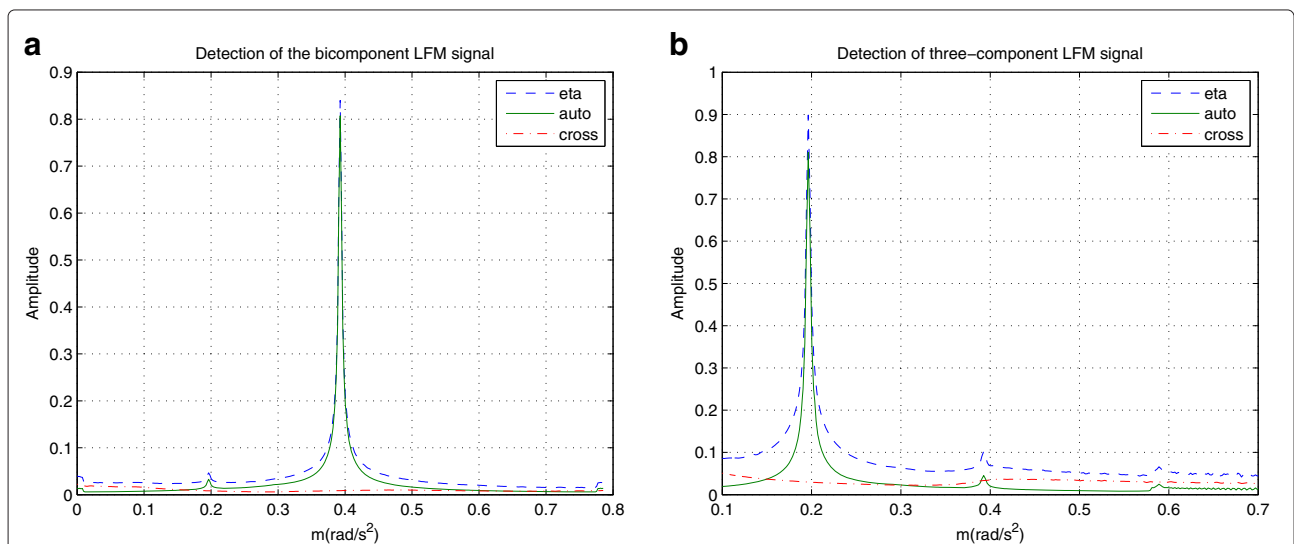 a
Detection of the bicomponent LFM signal
0.9
0.8
0.7
0.6
0.5
0.4
0.3
0.2
0.1
0
Amplitude
eta
auto
cross
0 0.1 0.2 0.3 0.4 0.5 0.6 0.7 0.8
m(rad/s²)
b
Detection of three−component LFM signal
1
0.9
0.8
0.7
0.6
0.5
0.4
0.3
0.2
0.1
0
Amplitude
eta
auto
cross
0.1 0.2 0.3 0.4 0.5 0.6 0.7
m(rad/s²)